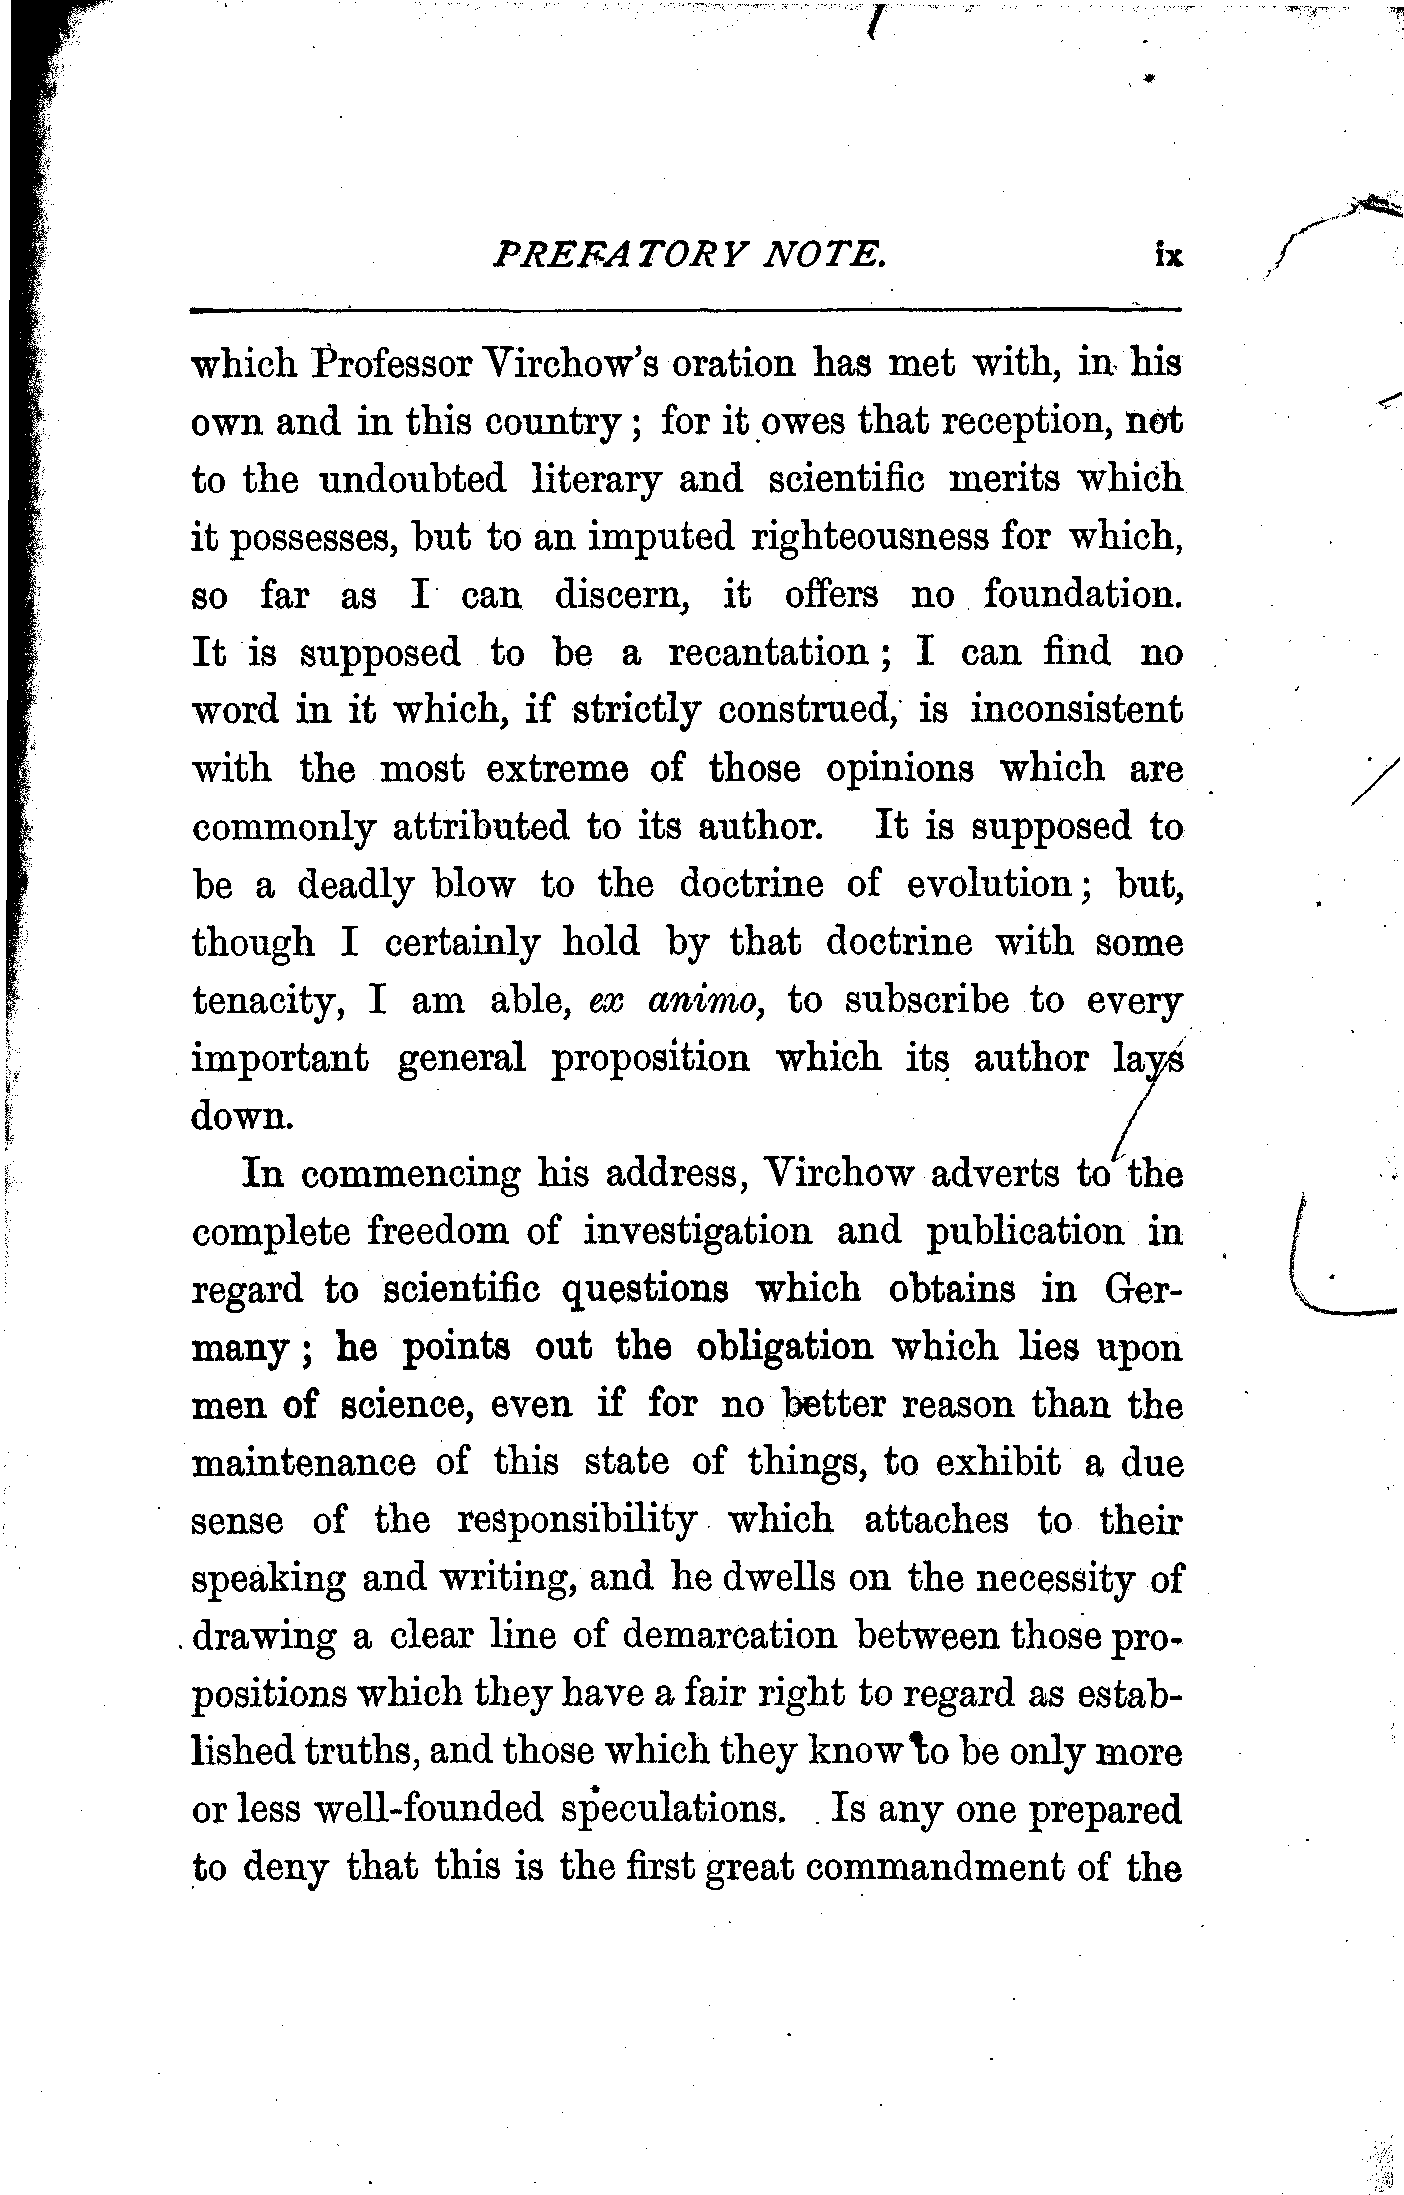 PREFATORY NOTE. ix
which Professor Virchow's oration has met with, in his
own and in this country; for it owes that reception, not
to the undoubted literary and scientific merits which
it possesses, but to an imputed righteousness for which,
so far as I can discern, it offers no foundation.
It is supposed to be a recantation; I can find no
word in it which, if strictly construed, is inconsistent
with the most extreme of those opinions which are
commonly attributed to its author. It is supposed to
be a deadly blow to the doctrine of evolution; but,
though I certainly hold by that doctrine with some
tenacity, I am able, ex animo, to subscribe to every
important general proposition which its author lays
down.
In commencing his address, Virchow adverts to the
complete freedom of investigation and publication in
regard to scientific questions which obtains in Ger-
many; he points out the obligation which lies upon
men of science, even if for no better reason than the
maintenance of this state of things, to exhibit a due
sense of the responsibility which attaches to their
speaking and writing, and he dwells on the necessity of
drawing a clear line of demarcation between those pro-
positions which they have a fair right to regard as estab-
lished truths, and those which they know to be only more
or less well-founded speculations. Is any one prepared
to deny that this is the first great commandment of the